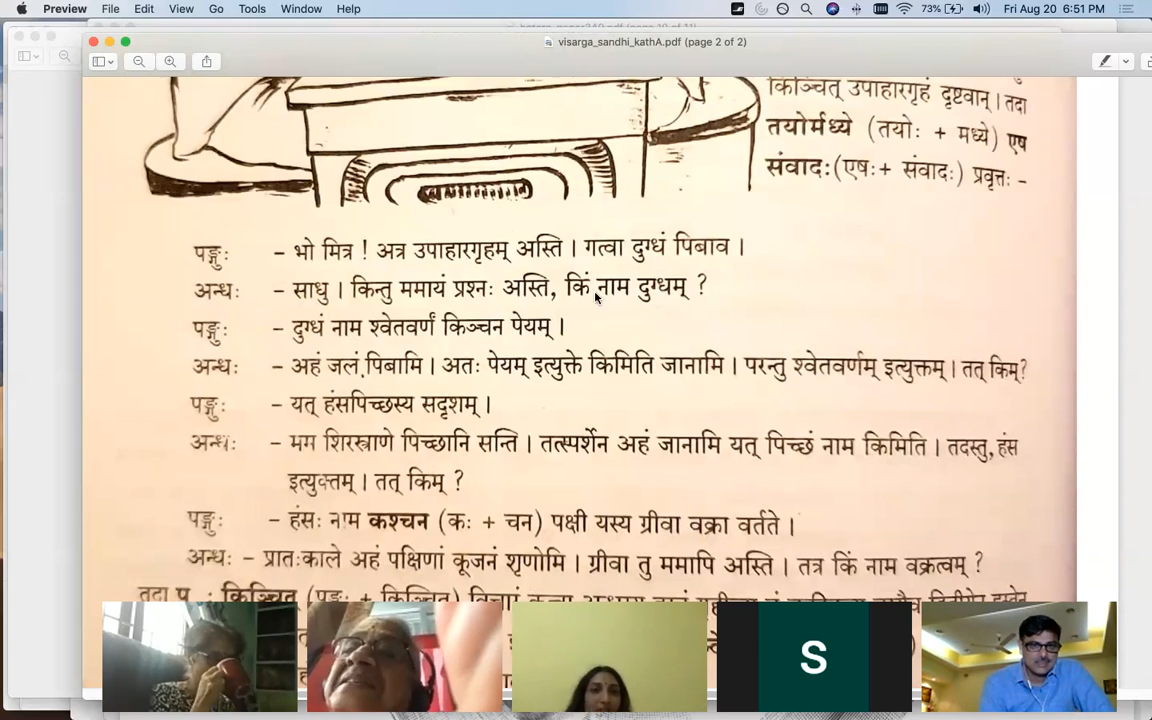 Preview File Edit View Go Tools Window Help 73% Fri Aug 20 6:51 PM
visarga_sandhi_kathA.pdf (page 2 of 2)
किञ्चित् उपाहारगृहं दृष्टवान् । तदा
तयोर्मध्ये (तयोः + मध्ये) एष
संवादः (एषः + संवादः) प्रवृत्तः -
पङ्गुः - भो मित्र ! अत्र उपाहारगृहम् अस्ति । गत्वा दुग्धं पिबाव ।
अन्धः - साधु । किन्तु ममायं प्रश्नः अस्ति, किं नाम दुग्धम् ?
पङ्गुः - दुग्धं नाम श्वेतवर्णं किञ्चन पेयम् ।
अन्धः - अहं जलं पिबामि । अतः पेयम् इत्युक्ते किमिति जानामि । परन्तु श्वेतवर्णम् इत्युक्तम् । तत् किम्?
पङ्गुः - यत् हंसपिच्छस्य सदृशम् ।
अन्धः - मम शिरस्त्राणे पिच्छानि सन्ति । तत्स्पर्शेन अहं जानामि यत् पिच्छं नाम किमिति । तदस्तु, हंस
इत्युक्तम् । तत् किम् ?
पङ्गुः - हंसः नाम कश्चन (कः + चन) पक्षी यस्य ग्रीवा वक्रा वर्तते ।
अन्धः - प्रातःकाले अहं पक्षिणां कूजनं शृणोमि । ग्रीवा तु ममापि अस्ति । तत्र किं नाम वक्रत्वम् ?
किञ्चित्
S